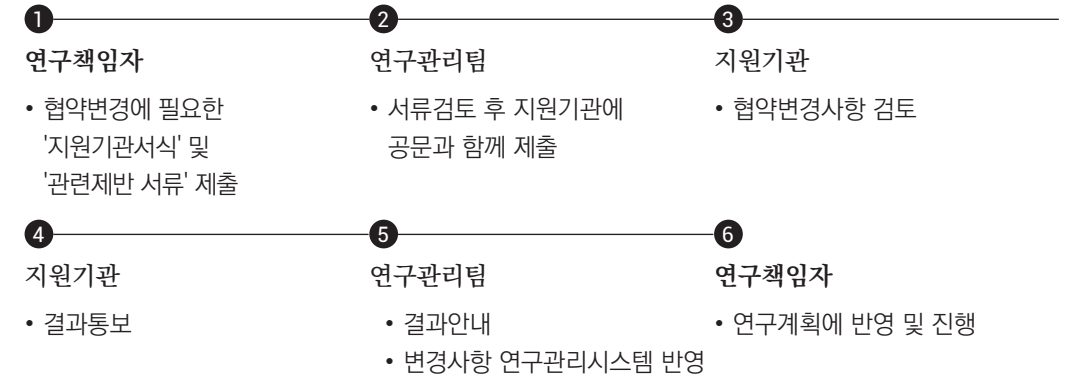 1
연구책임자
• 협약변경에 필요한
'지원기관서식' 및
'관련제반 서류' 제출
2
연구관리팀
• 서류검토 후 지원기관에
공문과 함께 제출
3
지원기관
• 협약변경사항 검토
4
지원기관
• 결과통보
5
연구관리팀
• 결과안내
• 변경사항 연구관리시스템 반영
6
연구책임자
• 연구계획에 반영 및 진행